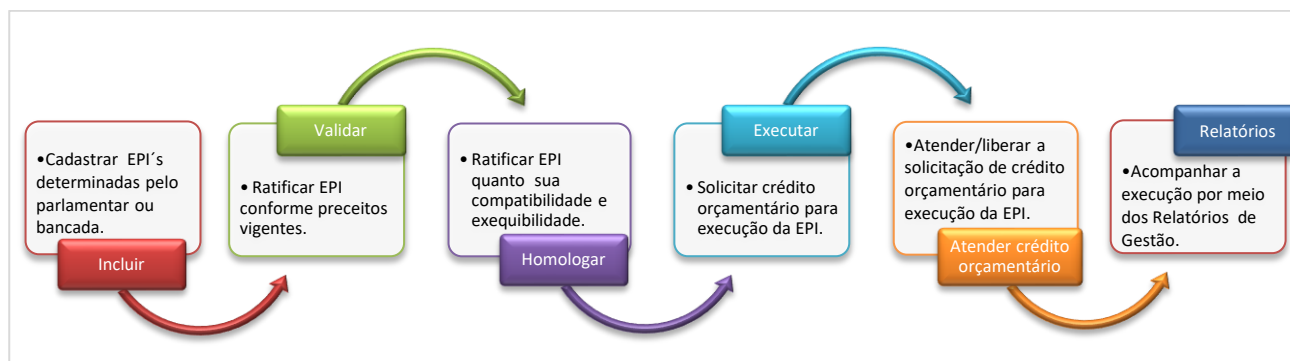 •Cadastrar EPI´s
determinadas pelo
parlamentar ou
bancada.
Incluir
Validar
• Ratificar EPI
conforme preceitos
vigentes.
• Ratificar EPI
quanto sua
compatibilidade e
exequibilidade.
Homologar
Executar
• Solicitar crédito
orçamentário para
execução da EPI.
•Atender/liberar a
solicitação de crédito
orçamentário para
execução da EPI.
Atender crédito
orçamentário
Relatórios
•Acompanhar a
execução por meio
dos Relatórios de
Gestão.